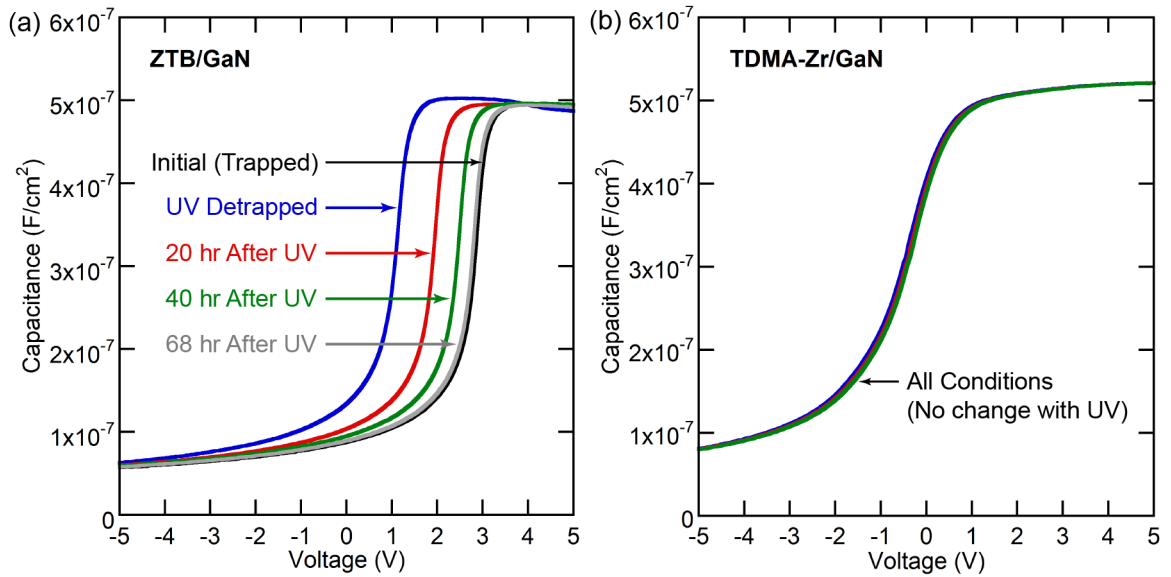 (a)
6x10⁻⁷
5x10⁻⁷
4x10⁻⁷
3x10⁻⁷
2x10⁻⁷
1x10⁻⁷
0
Capacitance (F/cm²)
ZTB/GaN
Initial (Trapped)
UV Detrapped
20 hr After UV
40 hr After UV
68 hr After UV
-5 -4 -3 -2 -1 0 1 2 3 4 5
Voltage (V)
(b)
6x10⁻⁷
5x10⁻⁷
4x10⁻⁷
3x10⁻⁷
2x10⁻⁷
1x10⁻⁷
0
Capacitance (F/cm²)
TDMA-Zr/GaN
All Conditions
(No change with UV)
-5 -4 -3 -2 -1 0 1 2 3 4 5
Voltage (V)